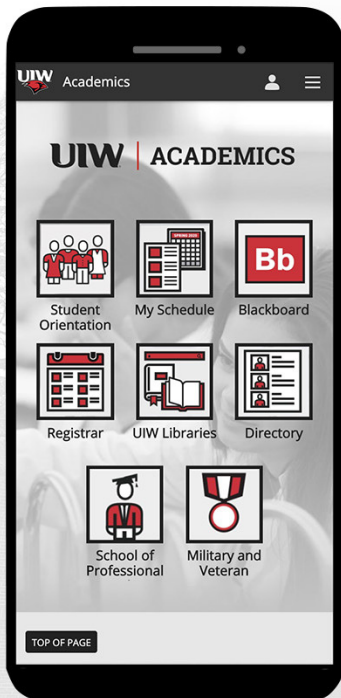 UIW Academics
UIW | ACADEMICS
SPRING 2022
Bb
Student
Orientation
My Schedule
Blackboard
Registrar
UIW Libraries
Directory
School of
Professional
Military and
Veteran
TOP OF PAGE